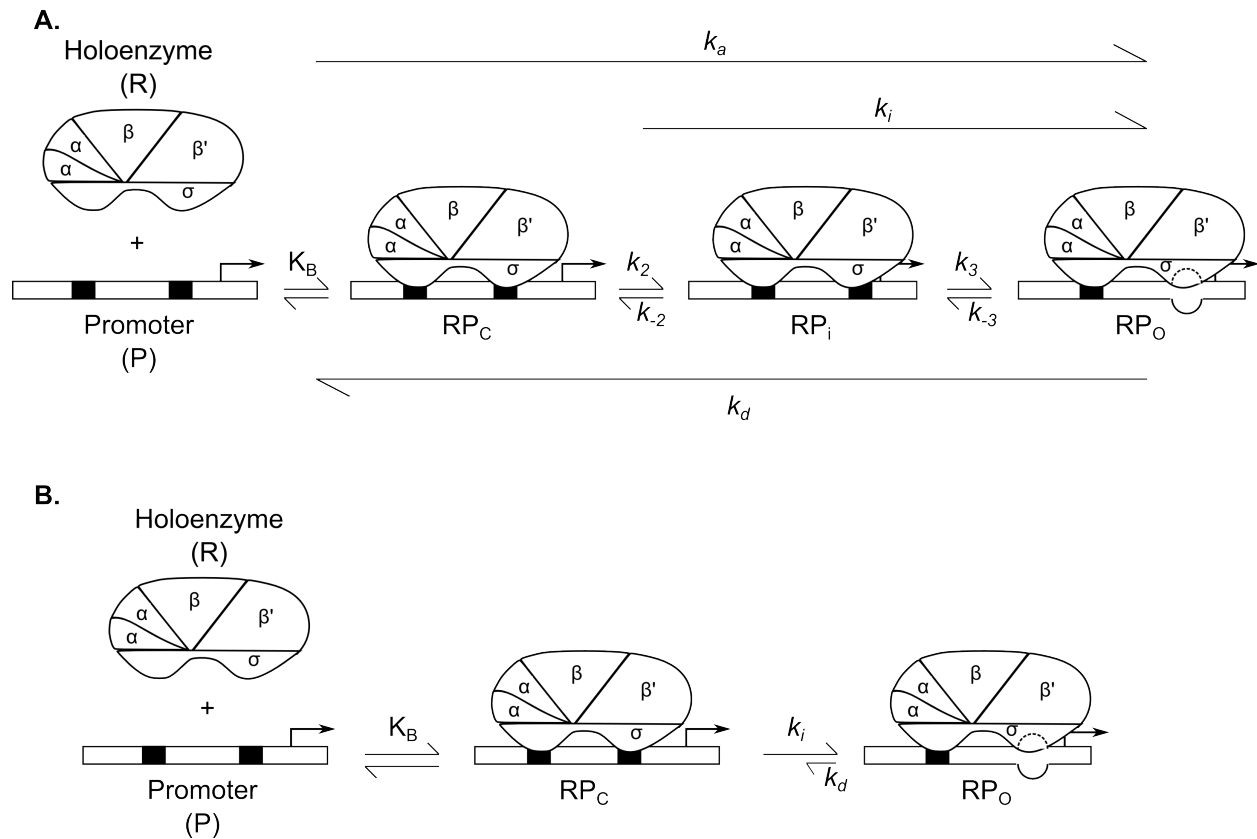 A.
Holoenzyme
(R)
k_a
k_i
β
α
β'
α
σ
+
β
α
β'
α
σ
β
α
β'
α
σ
β
α
β'
α
σ
K_B
k_2
k_-2
k_3
k_-3
Promoter
(P)
RP_C
RP_i
RP_O
k_d
B.
Holoenzyme
(R)
β
α
β'
α
σ
+
β
α
β'
α
σ
β
α
β'
α
σ
K_B
k_i
k_d
Promoter
(P)
RP_C
RP_O